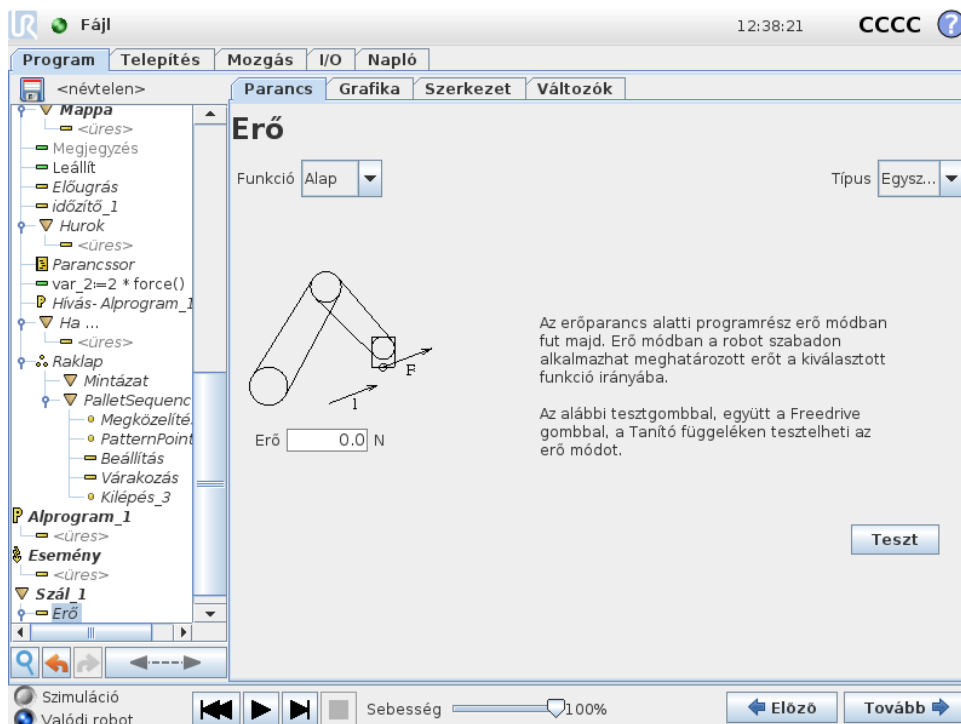 UR Fájl 12:38:21 CCCC ?
Program Telepítés Mozgás I/O Napló
<névtelen>
Parancs Grafika Szerkezet Változók
Mappa
<üres>
Megjegyzés
Leállít
Előugrás
időzítő_1
Hurok
<üres>
Parancssor
var_2:=2 * force()
Hívás- Alprogram_1
Ha ...
<üres>
Raklap
Mintázat
PalletSequenc
Megközelíté
PatternPoint
Beállítás
Várakozás
Kilépés_3
Alprogram_1
<üres>
Esemény
<üres>
Szál_1
Erő
Erő
Funkció Alap
Típus Egysz...
F
1
Erő 0.0 N
Az erőparancs alatti programrész erő módban
fut majd. Erő módban a robot szabadon
alkalmazhat meghatározott erőt a kiválasztott
funkció irányába.
Az alábbi tesztgombbal, együtt a Freedrive
gombbal, a Tanító függeléken tesztelheti az
erő módot.
Teszt
Szimuláció
Valódi robot
Sebesség 100%
Előző Tovább